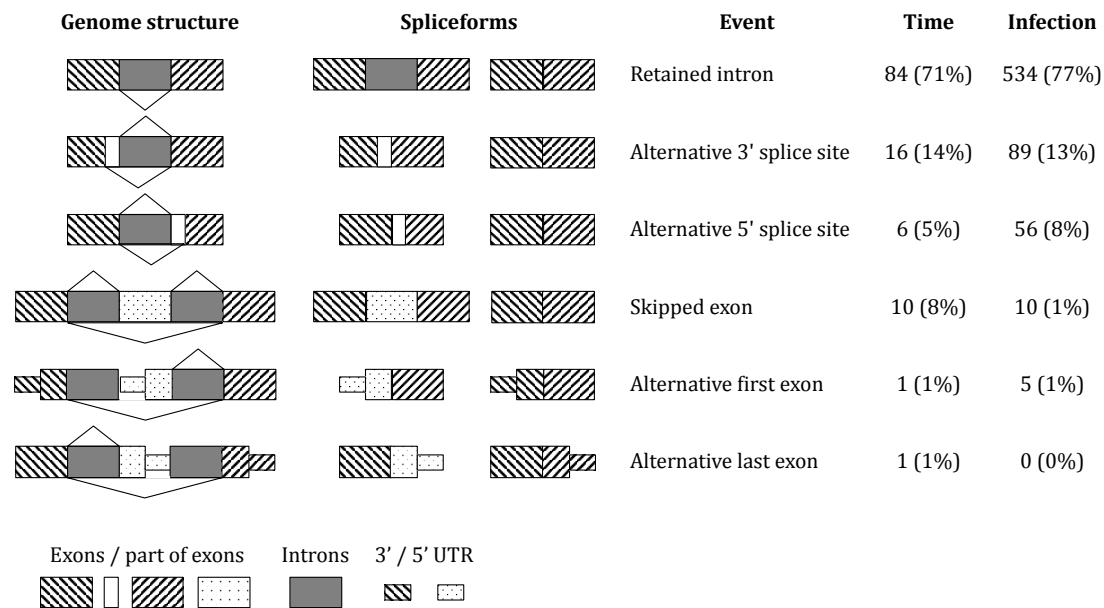 Genome structure Spliceforms Event Time Infection
Retained intron 84 (71%) 534 (77%)
Alternative 3' splice site 16 (14%) 89 (13%)
Alternative 5' splice site 6 (5%) 56 (8%)
Skipped exon 10 (8%) 10 (1%)
Alternative first exon 1 (1%) 5 (1%)
Alternative last exon 1 (1%) 0 (0%)
Exons / part of exons Introns 3’ / 5’ UTR